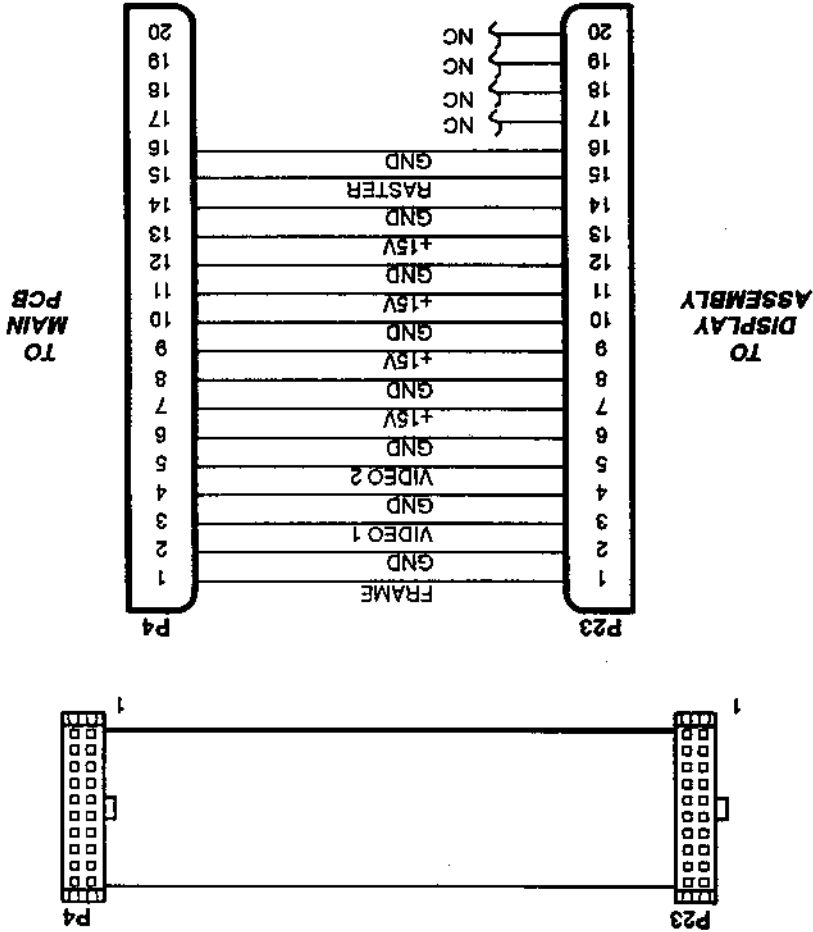 P23 P4
1 1
P23 P4
1 FRAME 1
2 GND 2
3 VIDEO 1 3
4 GND 4
5 VIDEO 2 5
6 GND 6
7 +15V 7
8 GND 8
9 +15V 9
10 GND 10
11 +15V 11
12 GND 12
13 +15V 13
14 GND 14
15 RASTER 15
16 GND 16
17 NC 17
18 NC 18
19 NC 19
20 NC 20
TO
DISPLAY
ASSEMBLY
TO
MAIN
PCB